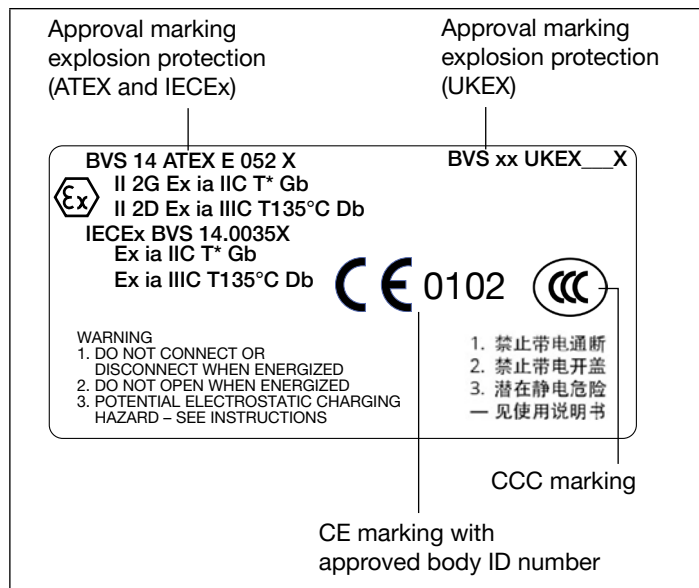 Approval marking
explosion protection
(ATEX and IECEx)
Approval marking
explosion protection
(UKEX)
BVS 14 ATEX E 052 X
BVS xx UKEX___X
Ex
II 2G Ex ia IIC T* Gb
II 2D Ex ia IIIC T135°C Db
IECEx BVS 14.0035X
Ex ia IIC T* Gb
Ex ia IIIC T135°C Db
CE 0102
CCC
WARNING
1. DO NOT CONNECT OR
DISCONNECT WHEN ENERGIZED
2. DO NOT OPEN WHEN ENERGIZED
3. POTENTIAL ELECTROSTATIC CHARGING
HAZARD – SEE INSTRUCTIONS
1. 禁止带电通断
2. 禁止带电开盖
3. 潜在静电危险
— 见使用说明书
CCC marking
CE marking with
approved body ID number